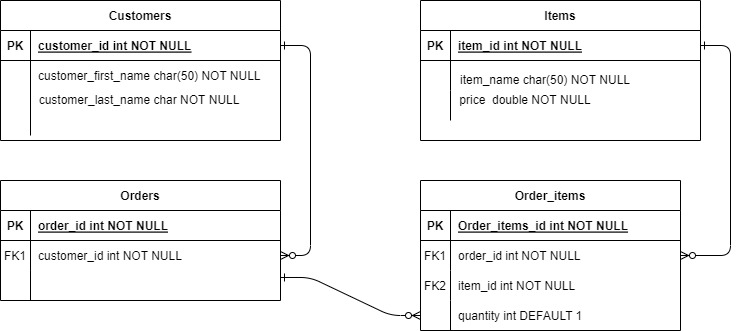 Customers
PK customer_id int NOT NULL
customer_first_name char(50) NOT NULL
customer_last_name char NOT NULL
Items
PK item_id int NOT NULL
item_name char(50) NOT NULL
price double NOT NULL
Orders
PK order_id int NOT NULL
FK1 customer_id int NOT NULL
Order_items
PK Order_items_id int NOT NULL
FK1 order_id int NOT NULL
FK2 item_id int NOT NULL
quantity int DEFAULT 1